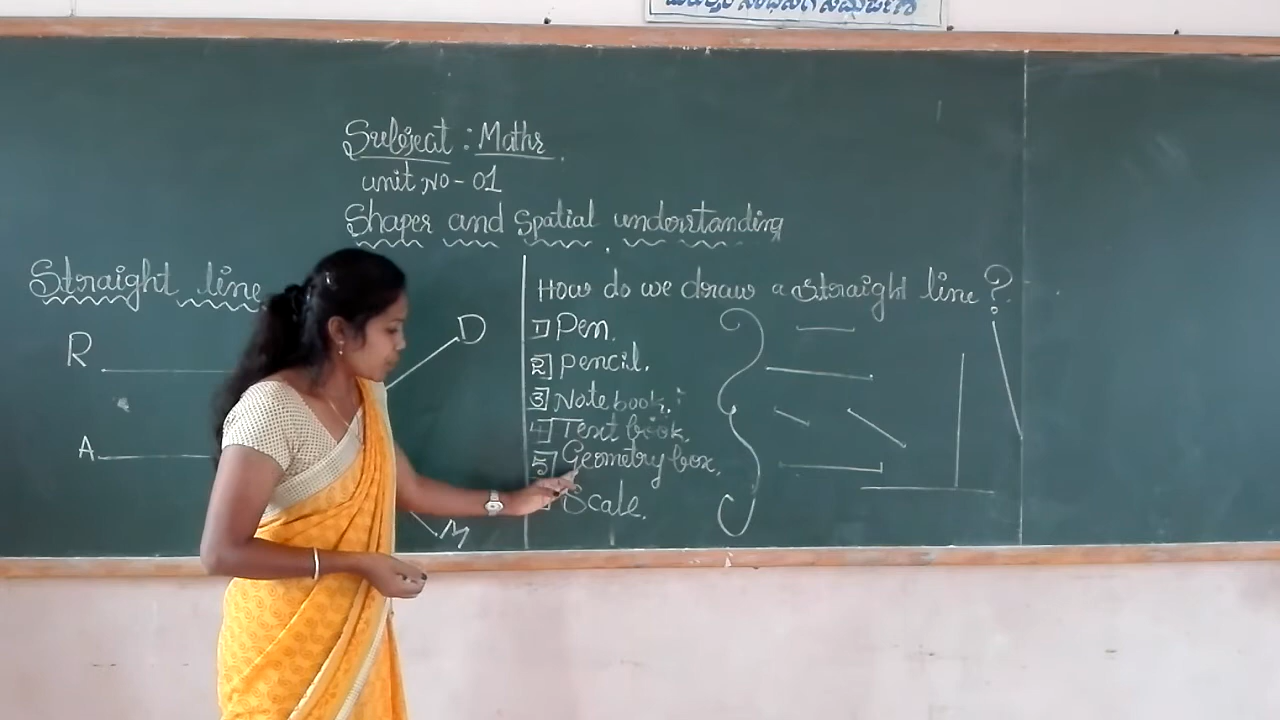 Subject : Maths.
unit No - 01
Shapes and Spatial understanding.
Straight line
R
A
D
M
How do we draw a straight line ?
1] Pen.
2] Pencil.
3] Note book.
4] Text book.
5] Geometry box.
Scale.